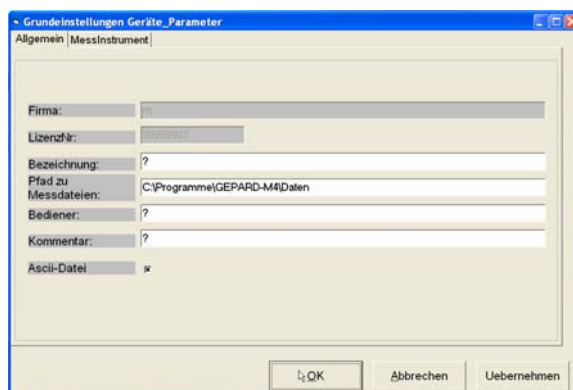 Grundeinstellungen Geräte_Parameter
Allgemein MessInstrument
Firma:
LizenzNr:
Bezeichnung: ?
Pfad zu
Messdateien: C:\Programme\GEPARD-M4\Daten
Bediener: ?
Kommentar: ?
Ascii-Datei
OK Abbrechen Uebernehmen